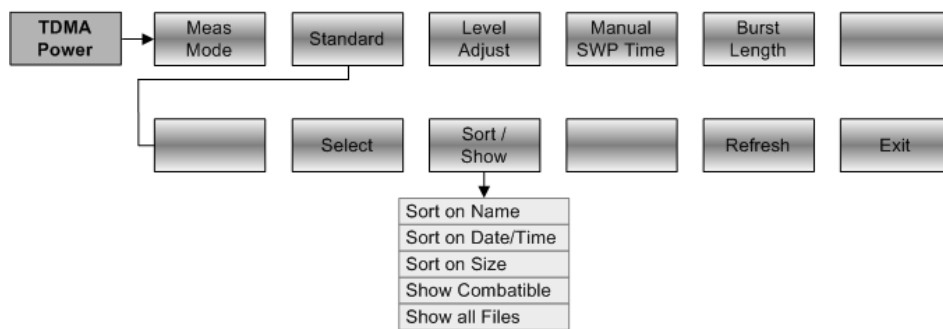 TDMA
Power
Meas
Mode
Standard
Level
Adjust
Manual
SWP Time
Burst
Length
Select
Sort /
Show
Refresh
Exit
Sort on Name
Sort on Date/Time
Sort on Size
Show Combatible
Show all Files